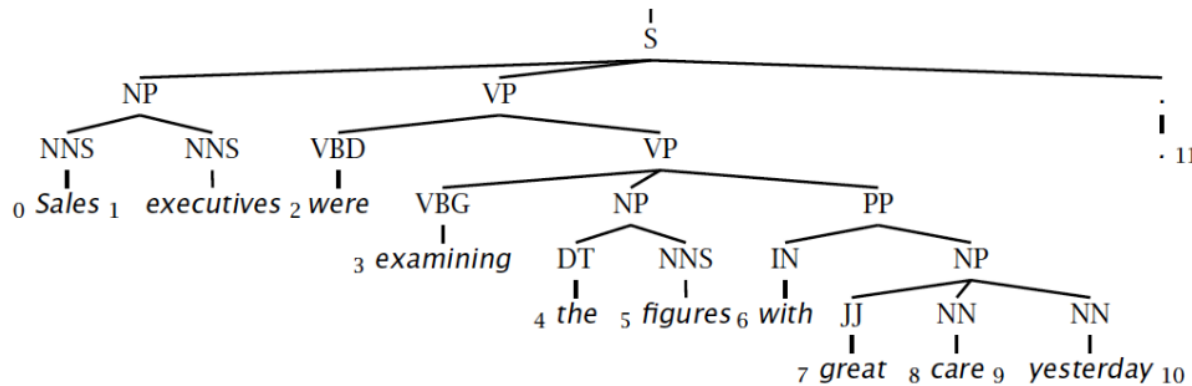 S
NP VP .
NNS NNS VBD VP . 11
0 Sales 1 executives 2 were VBG NP PP
3 examining DT NNS IN NP
4 the 5 figures 6 with JJ NN NN
7 great 8 care 9 yesterday 10